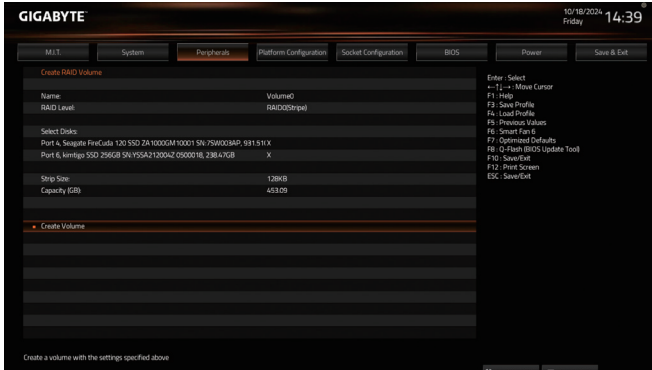 GIGABYTE™
10/18/2024 14:39
Friday
M.I.T. System Peripherals Platform Configuration Socket Configuration BIOS Power Save & Exit
Create RAID Volume
Name: Volume0
RAID Level: RAID0(Stripe)
Select Disks:
Port 4, Seagate FireCuda 120 SSD ZA1000GM10001 SN:7SW003AP, 931.51( X
Port 6, kimtigo SSD 256GB SN:YSSA212004Z 0500018, 238.47GB X
Strip Size: 128KB
Capacity (GB): 453.09
Create Volume
Enter : Select
←↑↓→ : Move Cursor
F1 : Help
F3 : Save Profile
F4 : Load Profile
F5 : Previous Values
F6 : Smart Fan 6
F7 : Optimized Defaults
F8 : Q-Flash (BIOS Update Tool)
F10 : Save/Exit
F12 : Print Screen
ESC : Save/Exit
Create a volume with the settings specified above